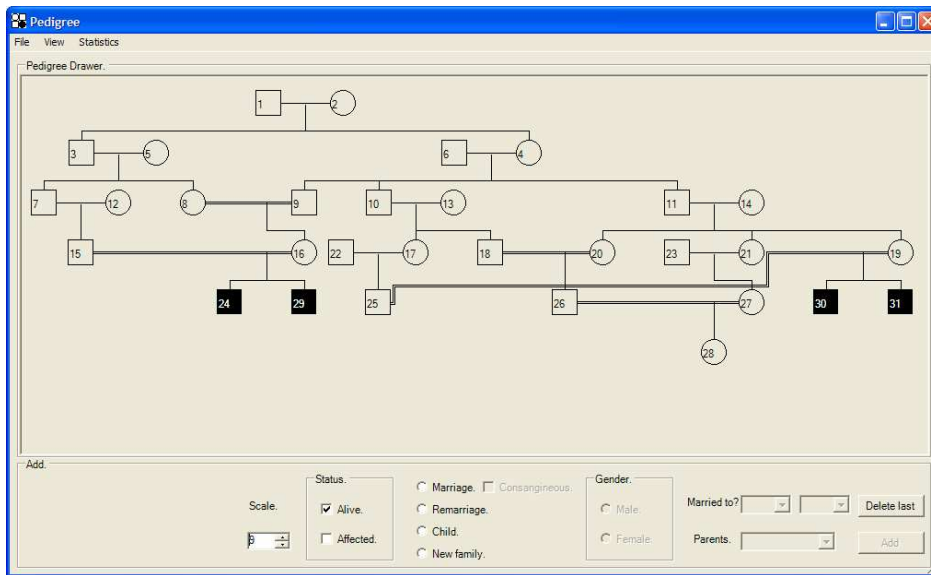 Pedigree
File View Statistics
Pedigree Drawer.
1 2
3 5 6 4
7 12 8 9 10 13 11 14
15 16 22 17 18 20 23 21 19
24 29 25 26 27 30 31
28
Add.
Status. Gender.
Marriage. Consangineous.
Scale. Alive. Remarriage. Male. Married to? Delete last
Child.
9 Affected. Female. Parents. Add
New family.